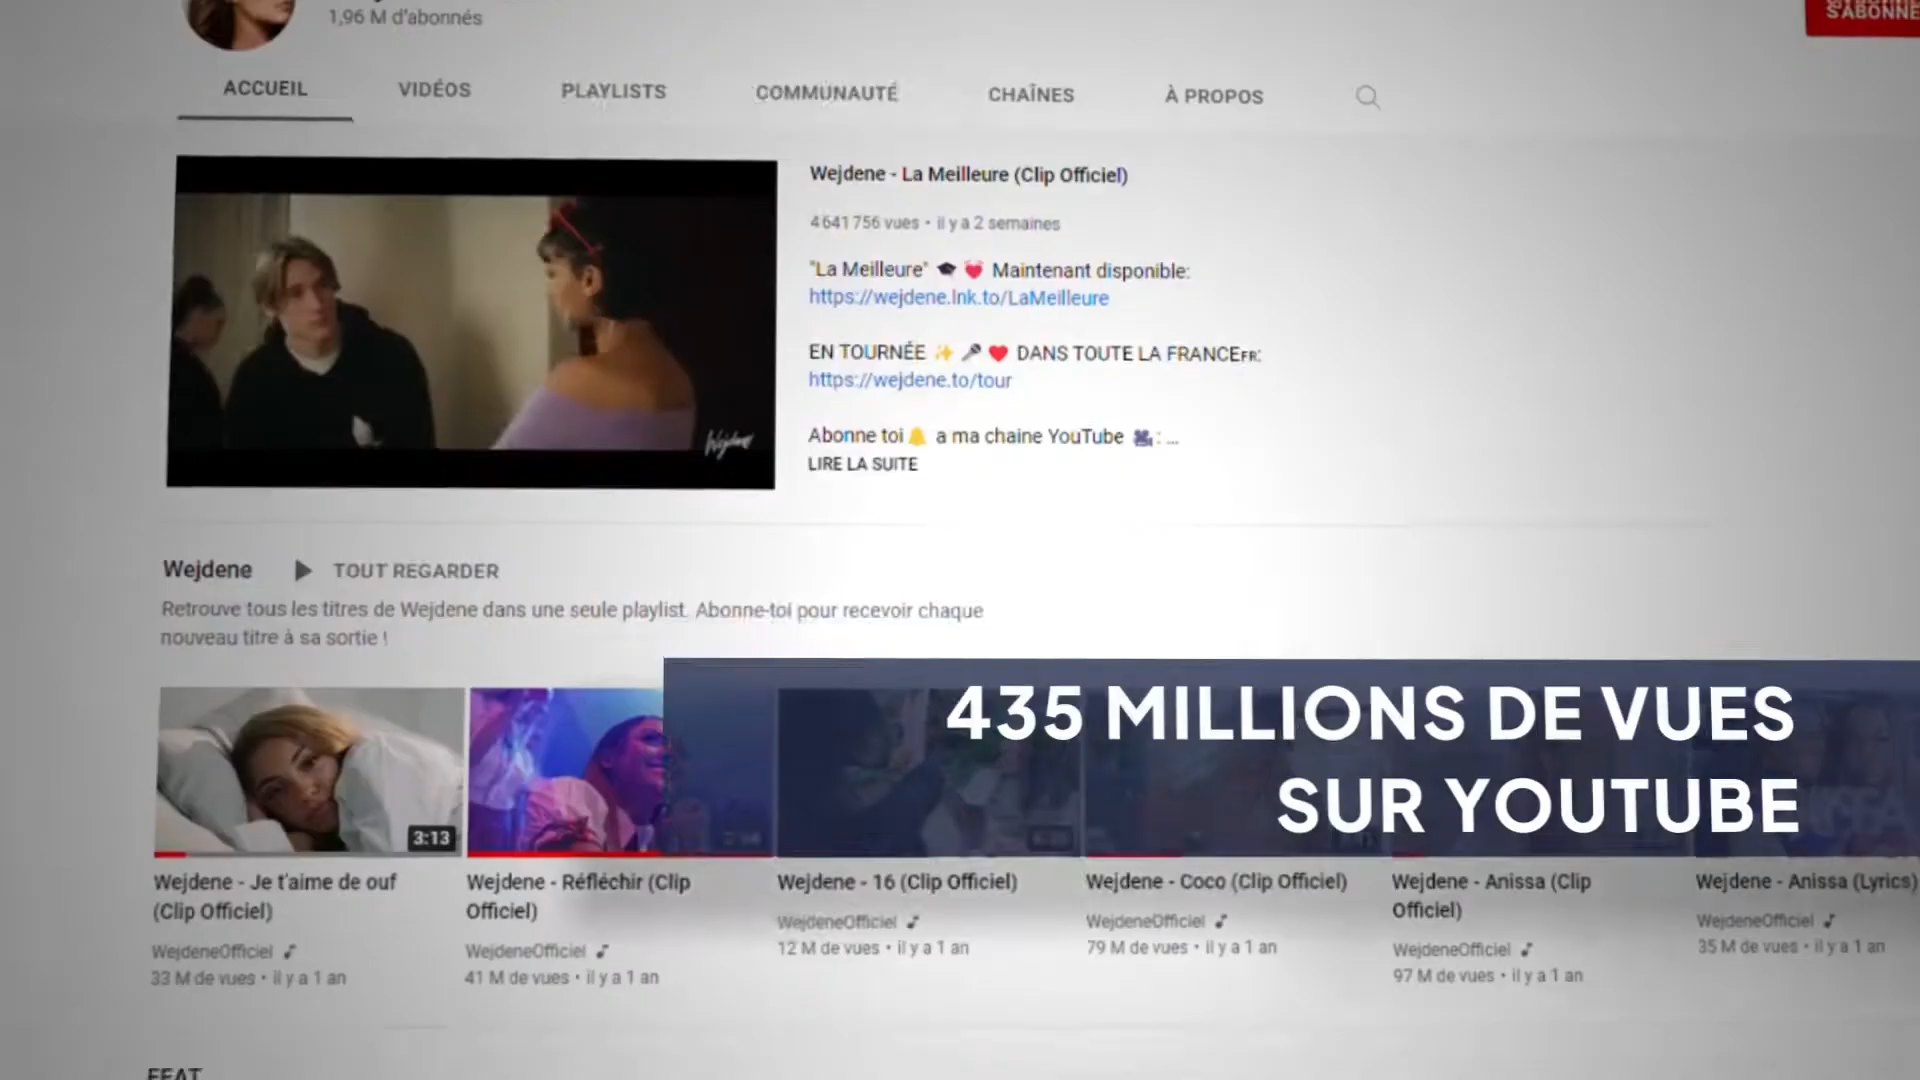 1,96 M d'abonnés
S'ABONNE
ACCUEIL
VIDÉOS
PLAYLISTS
COMMUNAUTÉ
CHAÎNES
À PROPOS
Wejdene - La Meilleure (Clip Officiel)
4 641 756 vues • il y a 2 semaines
"La Meilleure" 🎓 💓 Maintenant disponible:
https://wejdene.lnk.to/LaMeilleure
EN TOURNÉE ✨ 🎤 ❤️ DANS TOUTE LA FRANCEFR:
https://wejdene.to/tour
Abonne toi 🔔 a ma chaine YouTube 🎥 : ...
LIRE LA SUITE
Wejdene
Wejdene
TOUT REGARDER
Retrouve tous les titres de Wejdene dans une seule playlist. Abonne-toi pour recevoir chaque
nouveau titre à sa sortie !
435 MILLIONS DE VUES
SUR YOUTUBE
3:13
Wejdene - Je t'aime de ouf
(Clip Officiel)
WejdeneOfficiel
33 M de vues • il y a 1 an
Wejdene - Réfléchir (Clip
Officiel)
WejdeneOfficiel
41 M de vues • il y a 1 an
Wejdene - 16 (Clip Officiel)
WejdeneOfficiel
12 M de vues • il y a 1 an
Wejdene - Coco (Clip Officiel)
WejdeneOfficiel
79 M de vues • il y a 1 an
Wejdene - Anissa (Clip
Officiel)
WejdeneOfficiel
97 M de vues • il y a 1 an
Wejdene - Anissa (Lyrics)
WejdeneOfficiel
35 M de vues • il y a 1 an
FEAT